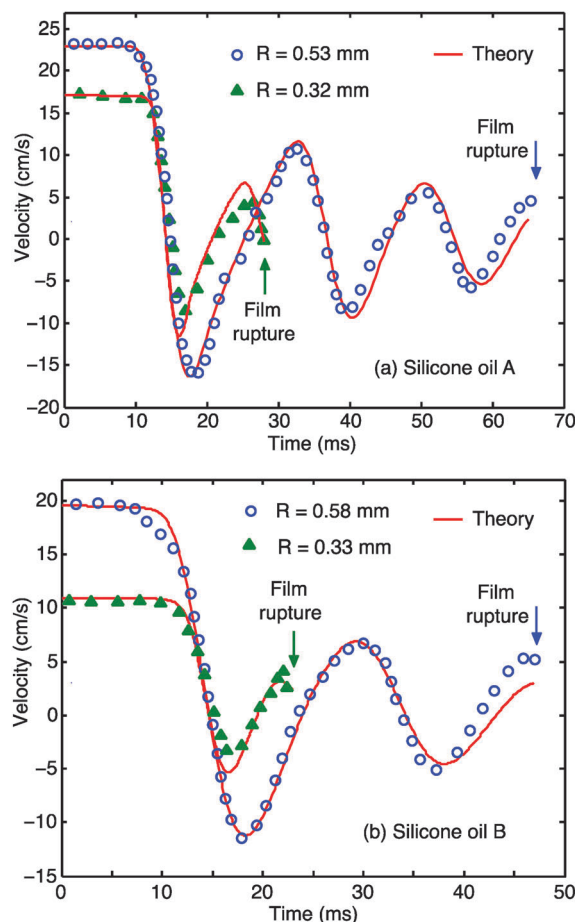 25
20
15
10
5
0
−5
−10
−15
−20
Velocity (cm/s)
R = 0.53 mm
R = 0.32 mm
Theory
Film
rupture
Film
rupture
(a) Silicone oil A
0 10 20 30 40 50 60 70
Time (ms)
20
15
10
5
0
−5
−10
−15
Velocity (cm/s)
R = 0.58 mm
R = 0.33 mm
Theory
Film
rupture
Film
rupture
(b) Silicone oil B
0 10 20 30 40 50
Time (ms)